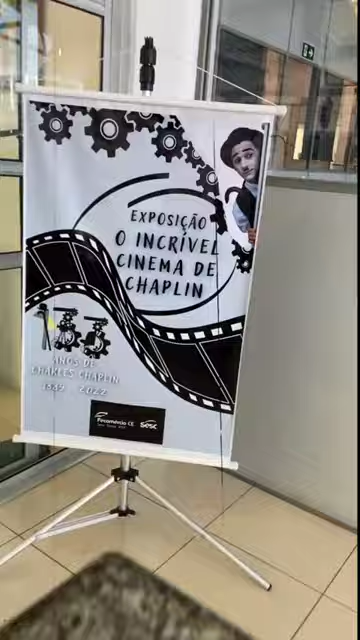 EXPOSIÇÃO
O INCRÍVEL
CINEMA DE
CHAPLIN
133
ANOS DE
CHARLES CHAPLIN
1889 2022
Fecomércio CE
Sesc